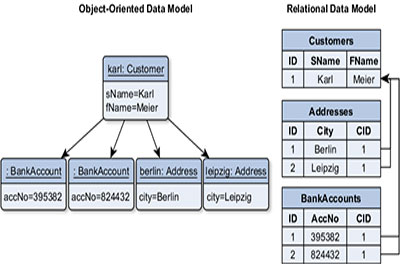 Object-Oriented Data Model
karl: Customer
sName=Karl
fName=Meier
: BankAccount
accNo=395382
: BankAccount
accNo=824432
berlin: Address
city=Berlin
leipzig: Address
city=Leipzig
Relational Data Model
Customers
ID SName FName
1 Karl Meier
Addresses
ID City CID
1 Berlin 1
2 Leipzig 1
BankAccounts
ID AccNo CID
1 395382 1
2 824432 1